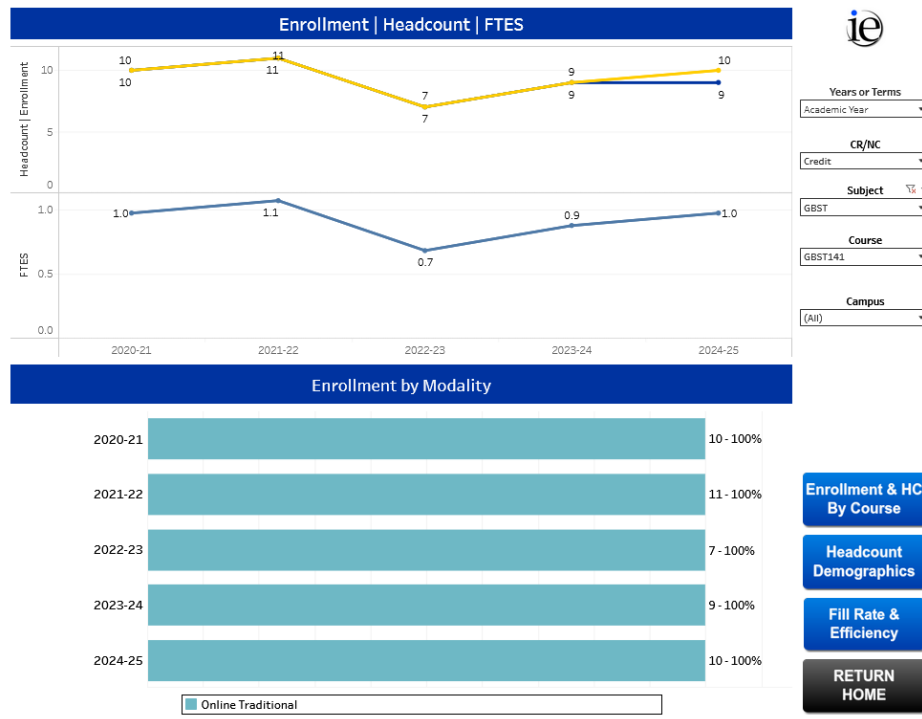 Enrollment | Headcount | FTES
ie
Headcount | Enrollment
10
5
0
10
10
11
11
7
7
9
9
10
9
FTES
1.0
0.5
0.0
1.0
1.1
0.7
0.9
1.0
2020-21
2021-22
2022-23
2023-24
2024-25
Years or Terms
Academic Year
CR/NC
Credit
Subject
GBST
Course
GBST141
Campus
(All)
Enrollment by Modality
2020-21
10 - 100%
2021-22
11 - 100%
2022-23
7 - 100%
2023-24
9 - 100%
2024-25
10 - 100%
Online Traditional
Enrollment & HC
By Course
Headcount
Demographics
Fill Rate &
Efficiency
RETURN
HOME